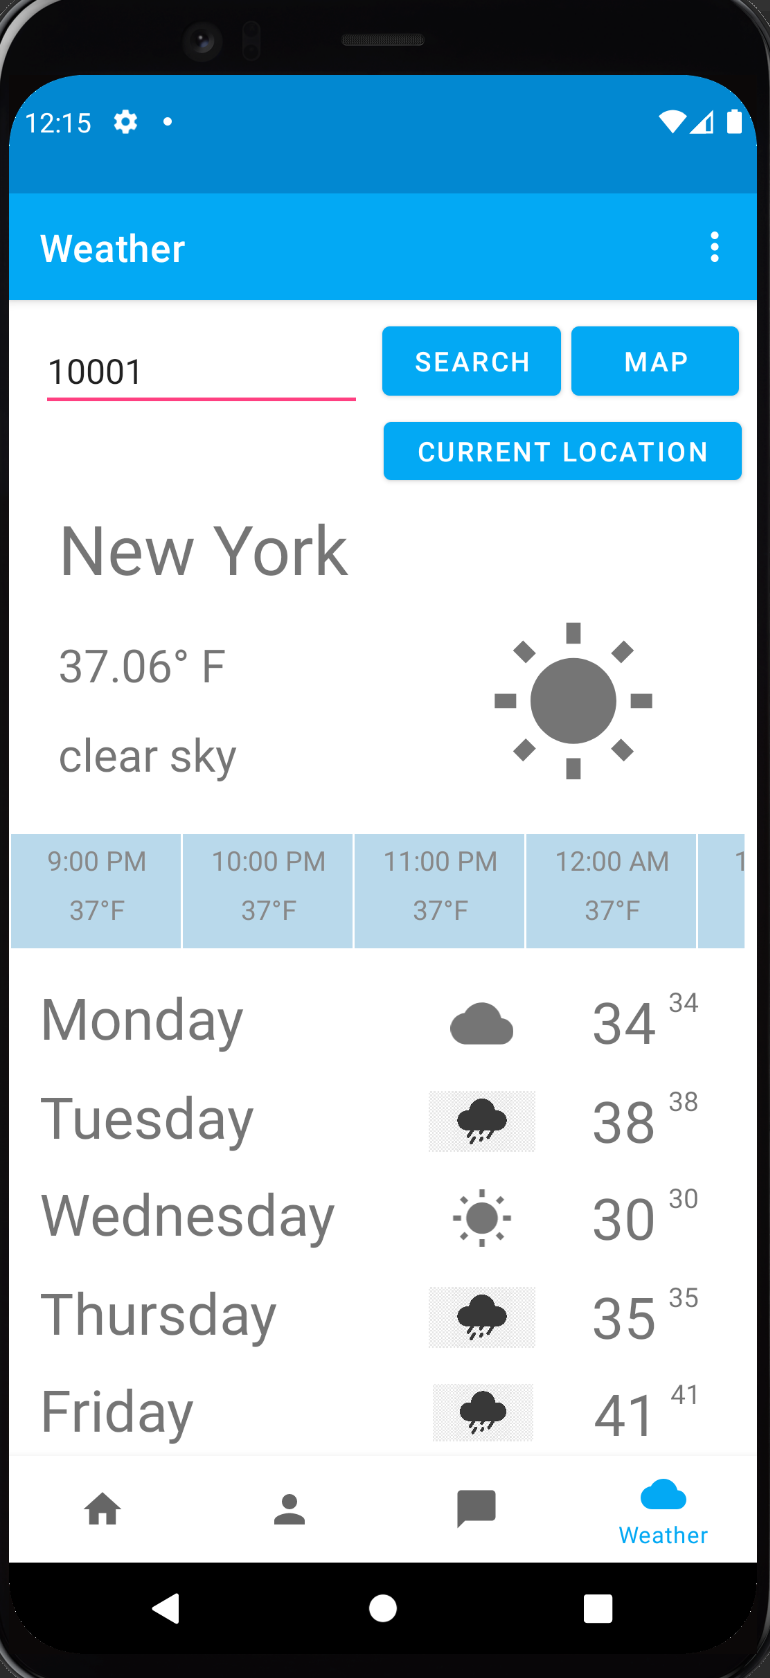 12:15
Weather
10001
SEARCH MAP
CURRENT LOCATION
New York
37.06° F
clear sky
9:00 PM 10:00 PM 11:00 PM 12:00 AM 1
37°F 37°F 37°F 37°F
Monday 34 34
Tuesday 38 38
Wednesday 30 30
Thursday 35 35
Friday 41 41
Weather